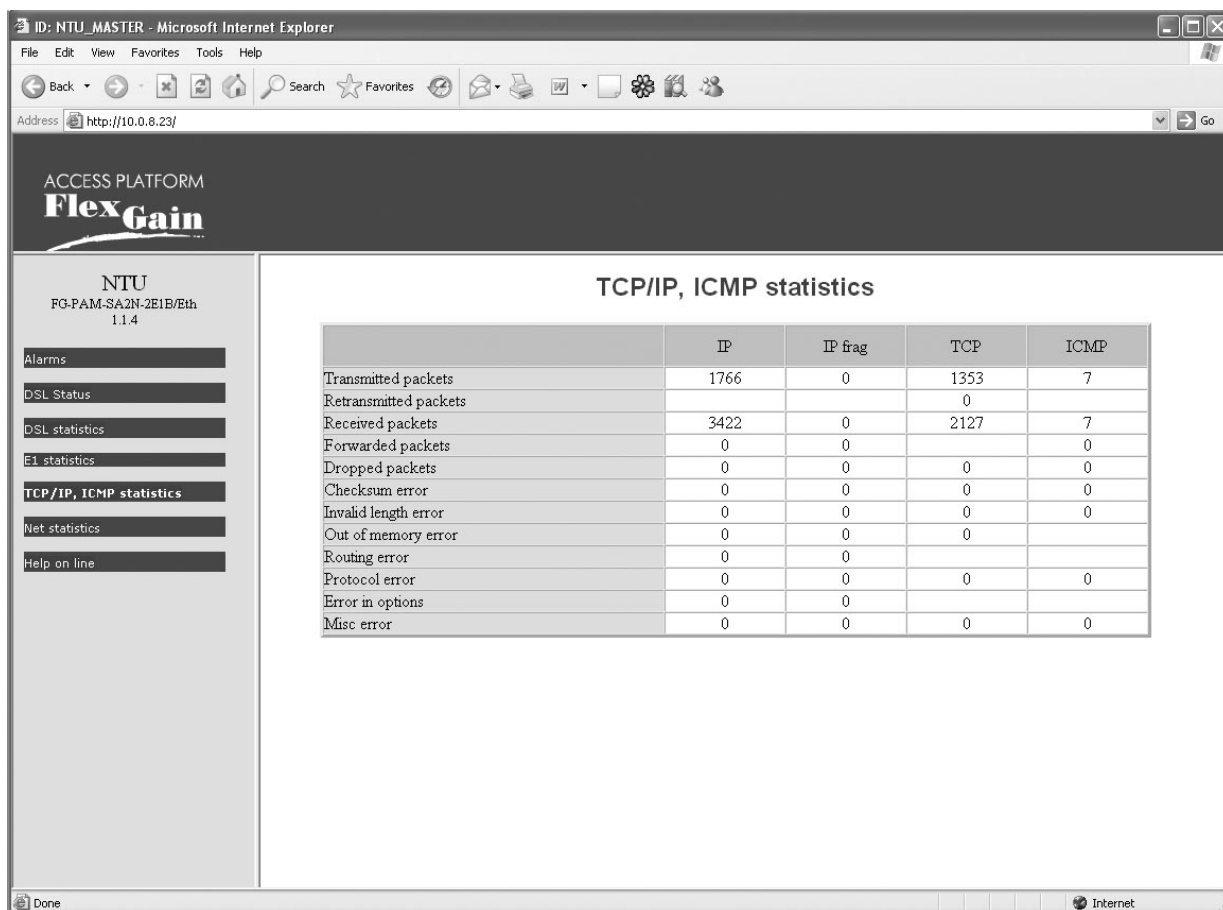 ID: NTU_MASTER - Microsoft Internet Explorer
File Edit View Favorites Tools Help
Back Search Favorites
Address http://10.0.8.23/ Go
ACCESS PLATFORM
FlexGain
NTU
FG-PAM-SA2N-2E1B/Eth
1.1.4
Alarms
DSL Status
DSL statistics
E1 statistics
TCP/IP, ICMP statistics
Net statistics
Help on line
TCP/IP, ICMP statistics
IP IP frag TCP ICMP
Transmitted packets 1766 0 1353 7
Retransmitted packets 0
Received packets 3422 0 2127 7
Forwarded packets 0 0 0
Dropped packets 0 0 0 0
Checksum error 0 0 0 0
Invalid length error 0 0 0 0
Out of memory error 0 0 0
Routing error 0 0
Protocol error 0 0 0 0
Error in options 0 0
Misc error 0 0 0 0
Done Internet